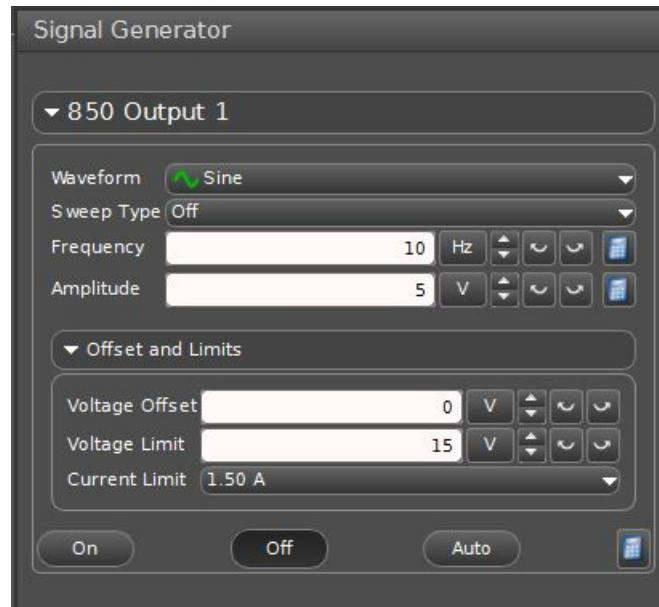 Signal Generator
850 Output 1
Waveform Sine
Sweep Type Off
Frequency 10 Hz
Amplitude 5 V
Offset and Limits
Voltage Offset 0 V
Voltage Limit 15 V
Current Limit 1.50 A
On Off Auto